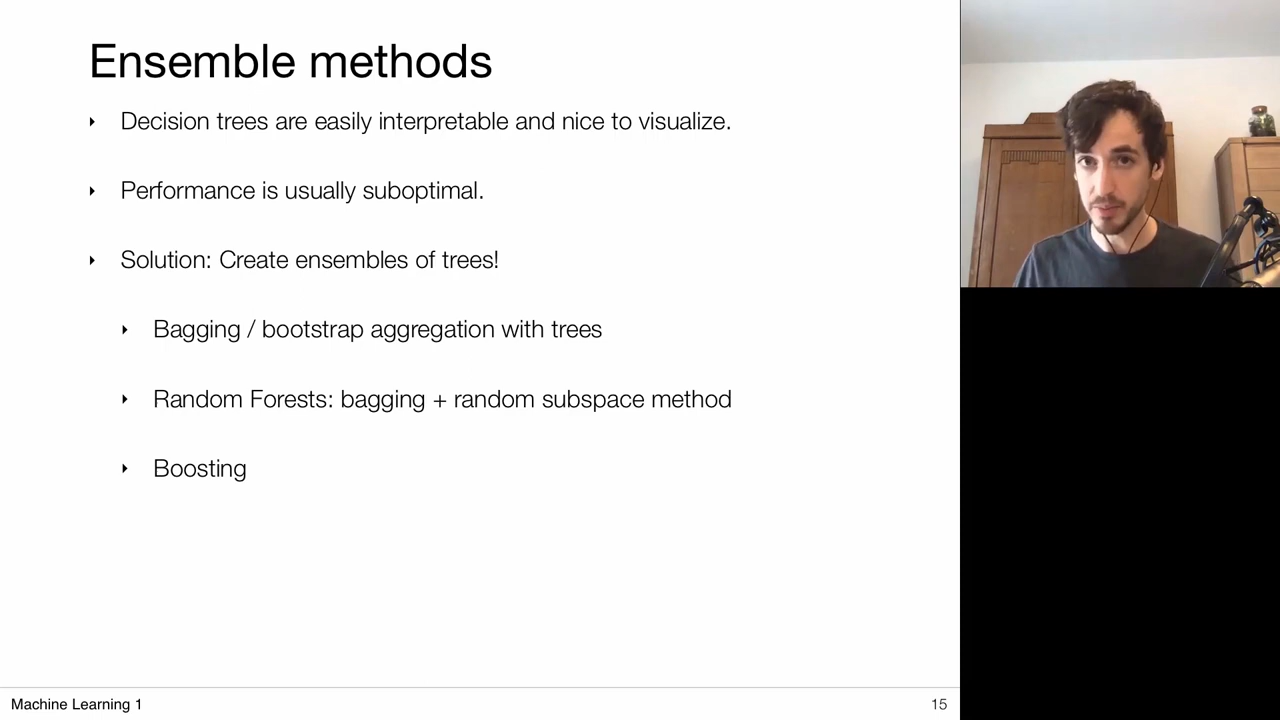 Ensemble methods
‣ Decision trees are easily interpretable and nice to visualize.
‣ Performance is usually suboptimal.
‣ Solution: Create ensembles of trees!
‣ Bagging / bootstrap aggregation with trees
‣ Random Forests: bagging + random subspace method
‣ Boosting
Machine Learning 1
15